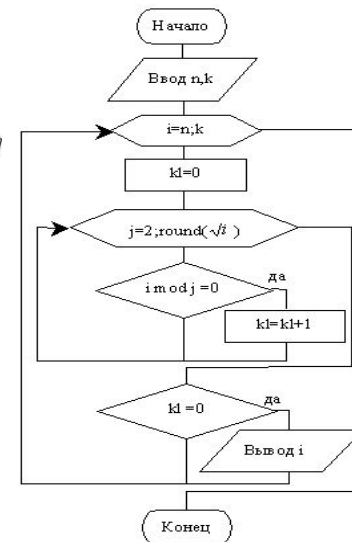 Начало
Ввод n,k
i=n;k
kl=0
j=2;round(√i )
да
i mod j =0
kl=kl+1
да
kl =0
Вывод i
Конец